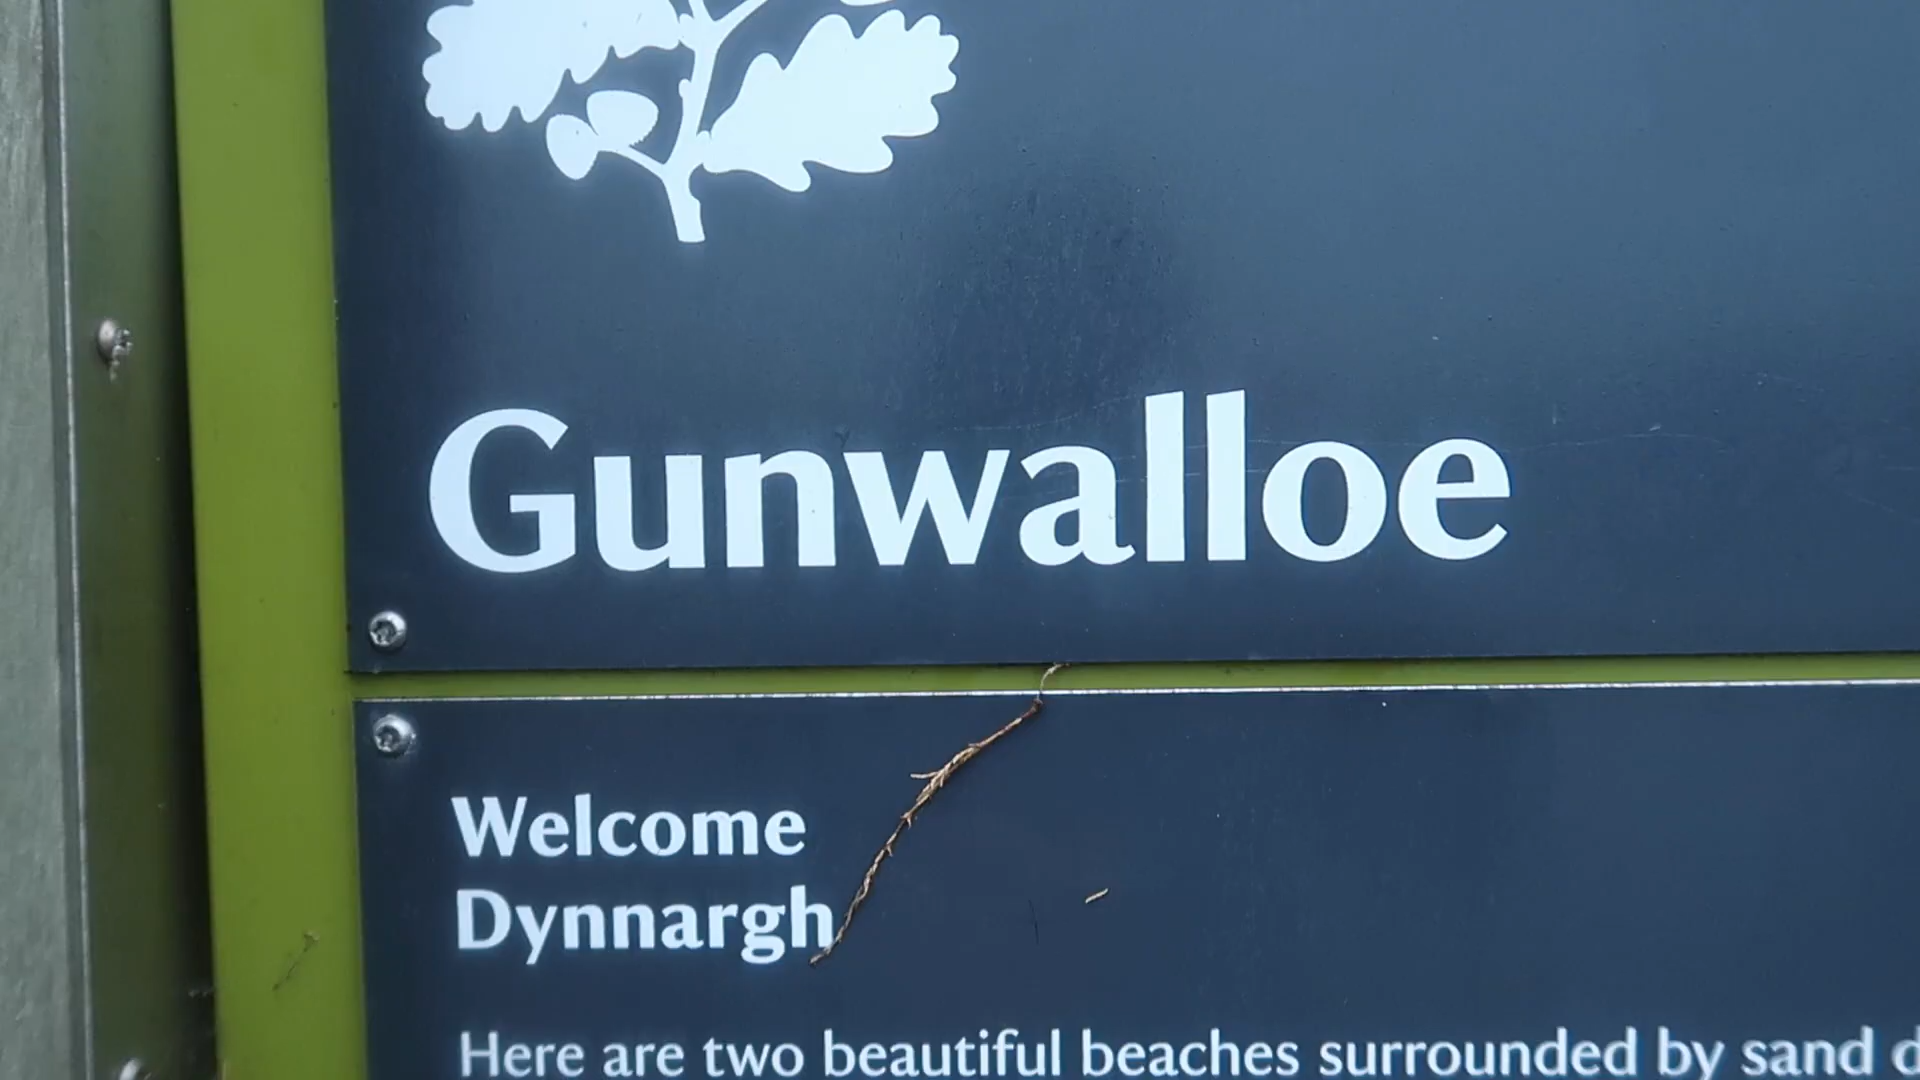 Gunwalloe
Welcome
Dynnargh
Here are two beautiful beaches surrounded by sand